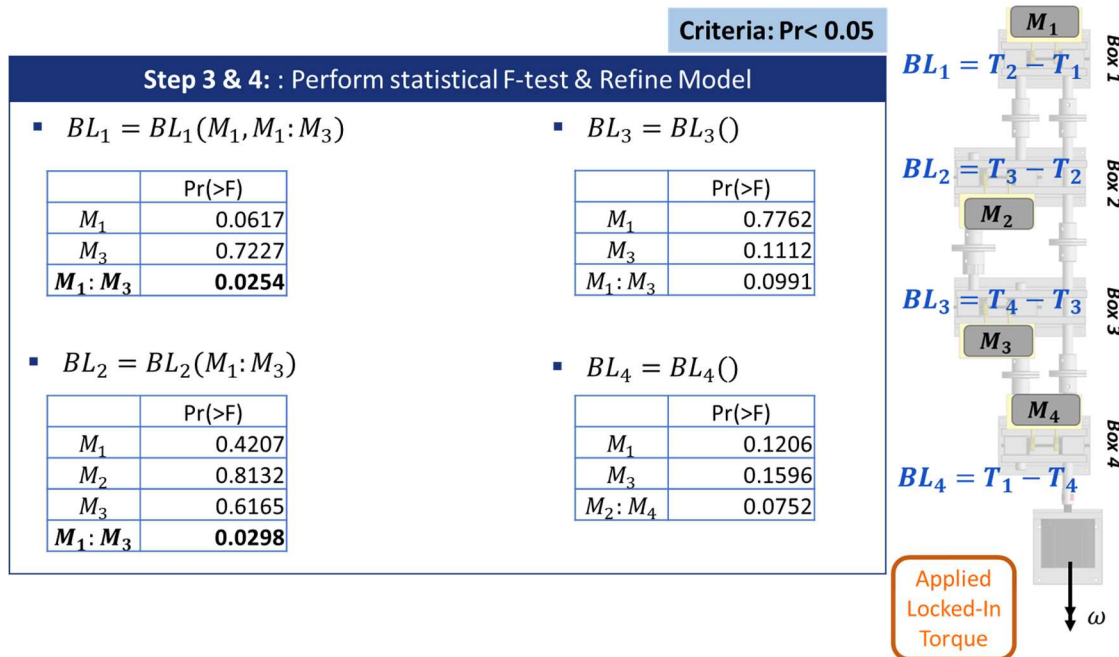 Criteria: Pr< 0.05
Step 3 & 4: : Perform statistical F-test & Refine Model
▪ BL₁ = BL₁(M₁, M₁: M₃)
Pr(>F)
M₁ 0.0617
M₃ 0.7227
M₁: M₃ 0.0254
▪ BL₂ = BL₂(M₁: M₃)
Pr(>F)
M₁ 0.4207
M₂ 0.8132
M₃ 0.6165
M₁: M₃ 0.0298
▪ BL₃ = BL₃()
Pr(>F)
M₁ 0.7762
M₃ 0.1112
M₁: M₃ 0.0991
▪ BL₄ = BL₄()
Pr(>F)
M₁ 0.1206
M₃ 0.1596
M₂: M₄ 0.0752
M₁
BL₁ = T₂ − T₁
Box 1
BL₂ = T₃ − T₂
Box 2
M₂
BL₃ = T₄ − T₃
Box 3
M₃
M₄
Box 4
BL₄ = T₁ − T₄
Applied
Locked-In
Torque
ω